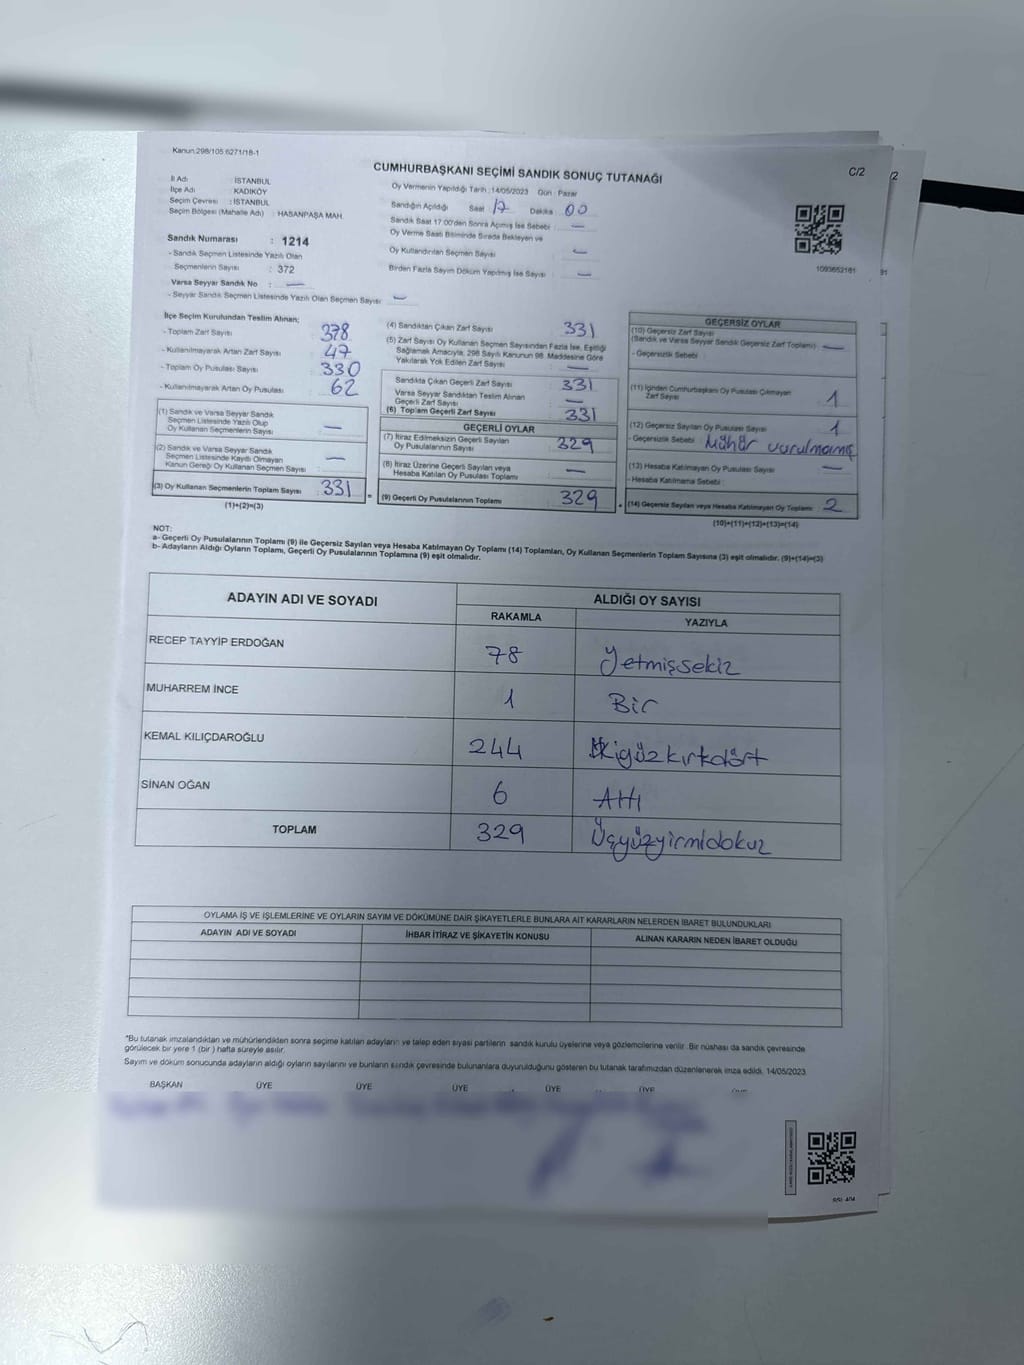 Kanun.298/105 6271/18-1
C/2
/2
CUMHURBAŞKANI SEÇİMİ SANDIK SONUÇ TUTANAĞI
İl Adı : İSTANBUL
İlçe Adı : KADIKÖY
Seçim Çevresi : İSTANBUL
Seçim Bölgesi (Mahalle Adı) : HASANPAŞA MAH.
Sandık Numarası : 1214
- Sandık Seçmen Listesinde Yazılı Olan
Seçmenlerin Sayısı : 372
Varsa Seyyar Sandık No : —
- Seyyar Sandık Seçmen Listesinde Yazılı Olan Seçmen Sayısı —
Oy Vermenin Yapıldığı Tarih :14/05/2023 Gün : Pazar
Sandığın Açıldığı Saat 17 Dakika 00
Sandık Saat 17:00'den Sonra Açılmış İse Sebebi : —
Oy Verme Saati Bitiminde Sırada Bekleyen ve
Oy Kullandırılan Seçmen Sayısı —
Birden Fazla Sayım Döküm Yapılmış İse Sayısı : —
1093653161
İlçe Seçim Kurulundan Teslim Alınan;
- Toplam Zarf Sayısı 378
- Kullanılmayarak Artan Zarf Sayısı 47
- Toplam Oy Pusulası Sayısı 330
- Kullanılmayarak Artan Oy Pusulası 62
(1) Sandık ve Varsa Seyyar Sandık
Seçmen Listesinde Yazılı Olup
Oy Kullanan Seçmenlerin Sayısı —
(2) Sandık ve Varsa Seyyar Sandık
Seçmen Listesinde Kayıtlı Olmayan
Kanun Gereği Oy Kullanan Seçmen Sayısı —
(3) Oy Kullanan Seçmenlerin Toplam Sayısı 331
(1)+(2)=(3)
(4) Sandıktan Çıkan Zarf Sayısı 331
(5) Zarf Sayısı Oy Kullanan Seçmen Sayısından Fazla İse, Eşitliği
Sağlamak Amacıyla, 298 Sayılı Kanunun 98. Maddesine Göre
Yakılarak Yok Edilen Zarf Sayısı —
Sandıkta Çıkan Geçerli Zarf Sayısı 331
Varsa Seyyar Sandıktan Teslim Alınan
Geçerli Zarf Sayısı —
(6) Toplam Geçerli Zarf Sayısı 331
GEÇERLİ OYLAR
(7) İtiraz Edilmeksizin Geçerli Sayılan
Oy Pusulalarının Sayısı 329
(8) İtiraz Üzerine Geçerli Sayılan veya
Hesaba Katılan Oy Pusulası Toplamı —
(9) Geçerli Oy Pusulalarının Toplamı 329
GEÇERSİZ OYLAR
(10) Geçersiz Zarf Sayısı
(Sandık ve Varsa Seyyar Sandık Geçersiz Zarf Toplamı) —
- Geçersizlik Sebebi :
(11) İçinden Cumhurbaşkanı Oy Pusulası Çıkmayan
Zarf Sayısı 1
(12) Geçersiz Sayılan Oy Pusulası Sayısı 1
- Geçersizlik Sebebi : Mühür vurulmamış
(13) Hesaba Katılmayan Oy Pusulası Sayısı —
- Hesaba Katılmama Sebebi :
(14) Geçersiz Sayılan veya Hesaba Katılmayan Oy Toplamı : 2
(10)+(11)+(12)+(13)=(14)
NOT:
a- Geçerli Oy Pusulalarının Toplamı (9) ile Geçersiz Sayılan veya Hesaba Katılmayan Oy Toplamı (14) Toplamları, Oy Kullanan Seçmenlerin Toplam Sayısına (3) eşit olmalıdır. (9)+(14)=(3)
b- Adayların Aldığı Oyların Toplamı, Geçerli Oy Pusulalarının Toplamına (9) eşit olmalıdır.
ADAYIN ADI VE SOYADI
ALDIĞI OY SAYISI
RAKAMLA YAZIYLA
RECEP TAYYİP ERDOĞAN 78 Yetmişsekiz
MUHARREM İNCE 1 Bir
KEMAL KILIÇDAROĞLU 244 İkiyüzkırkdört
SİNAN OĞAN 6 Altı
TOPLAM 329 Üçyüzyirmidokuz
OYLAMA İŞ VE İŞLEMLERİNE VE OYLARIN SAYIM VE DÖKÜMÜNE DAİR ŞİKAYETLERLE BUNLARA AİT KARARLARIN NELERDEN İBARET BULUNDUKLARI
ADAYIN ADI VE SOYADI İHBAR İTİRAZ VE ŞİKAYETİN KONUSU ALINAN KARARIN NEDEN İBARET OLDUĞU
*Bu tutanak imzalandıktan ve mühürlendikten sonra seçime katılan adayların ve talep eden siyasi partilerin sandık kurulu üyelerine veya gözlemcilerine verilir. Bir nüshası da sandık çevresinde
görülecek bir yere 1 (bir) hafta süreyle asılır.
Sayım ve döküm sonucunda adayların aldığı oyların sayılarını ve bunların sandık çevresinde bulunanlara duyurulduğunu gösteren bu tutanak tarafımızdan düzenlenerek imza edildi. 14/05/2023
BAŞKAN ÜYE ÜYE ÜYE ÜYE ÜYE